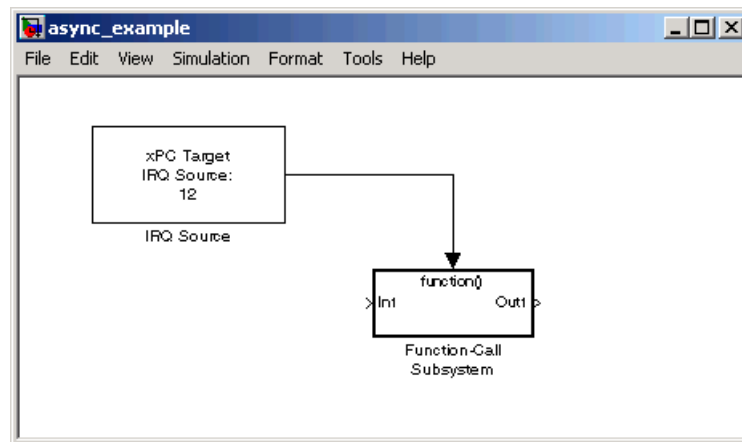 async_example
File Edit View Simulation Format Tools Help
xPC Target
IRQ Source:
12
IRQ Source
function()
In1 Out1
Function-Call
Subsystem